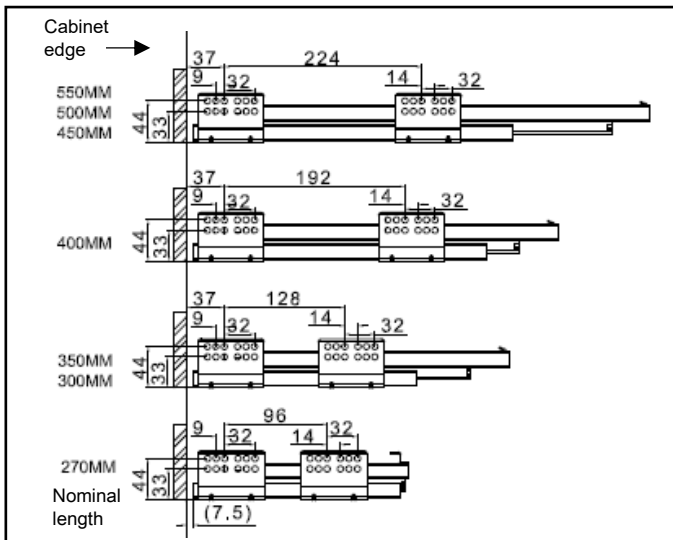 Cabinet
edge
37
224
9
32
14
32
550MM
500MM
450MM
44
33
37
192
9
32
14
32
400MM
44
33
37
128
9
32
14
32
350MM
300MM
44
33
96
9
32
14
32
270MM
44
33
Nominal
length
(7,5)